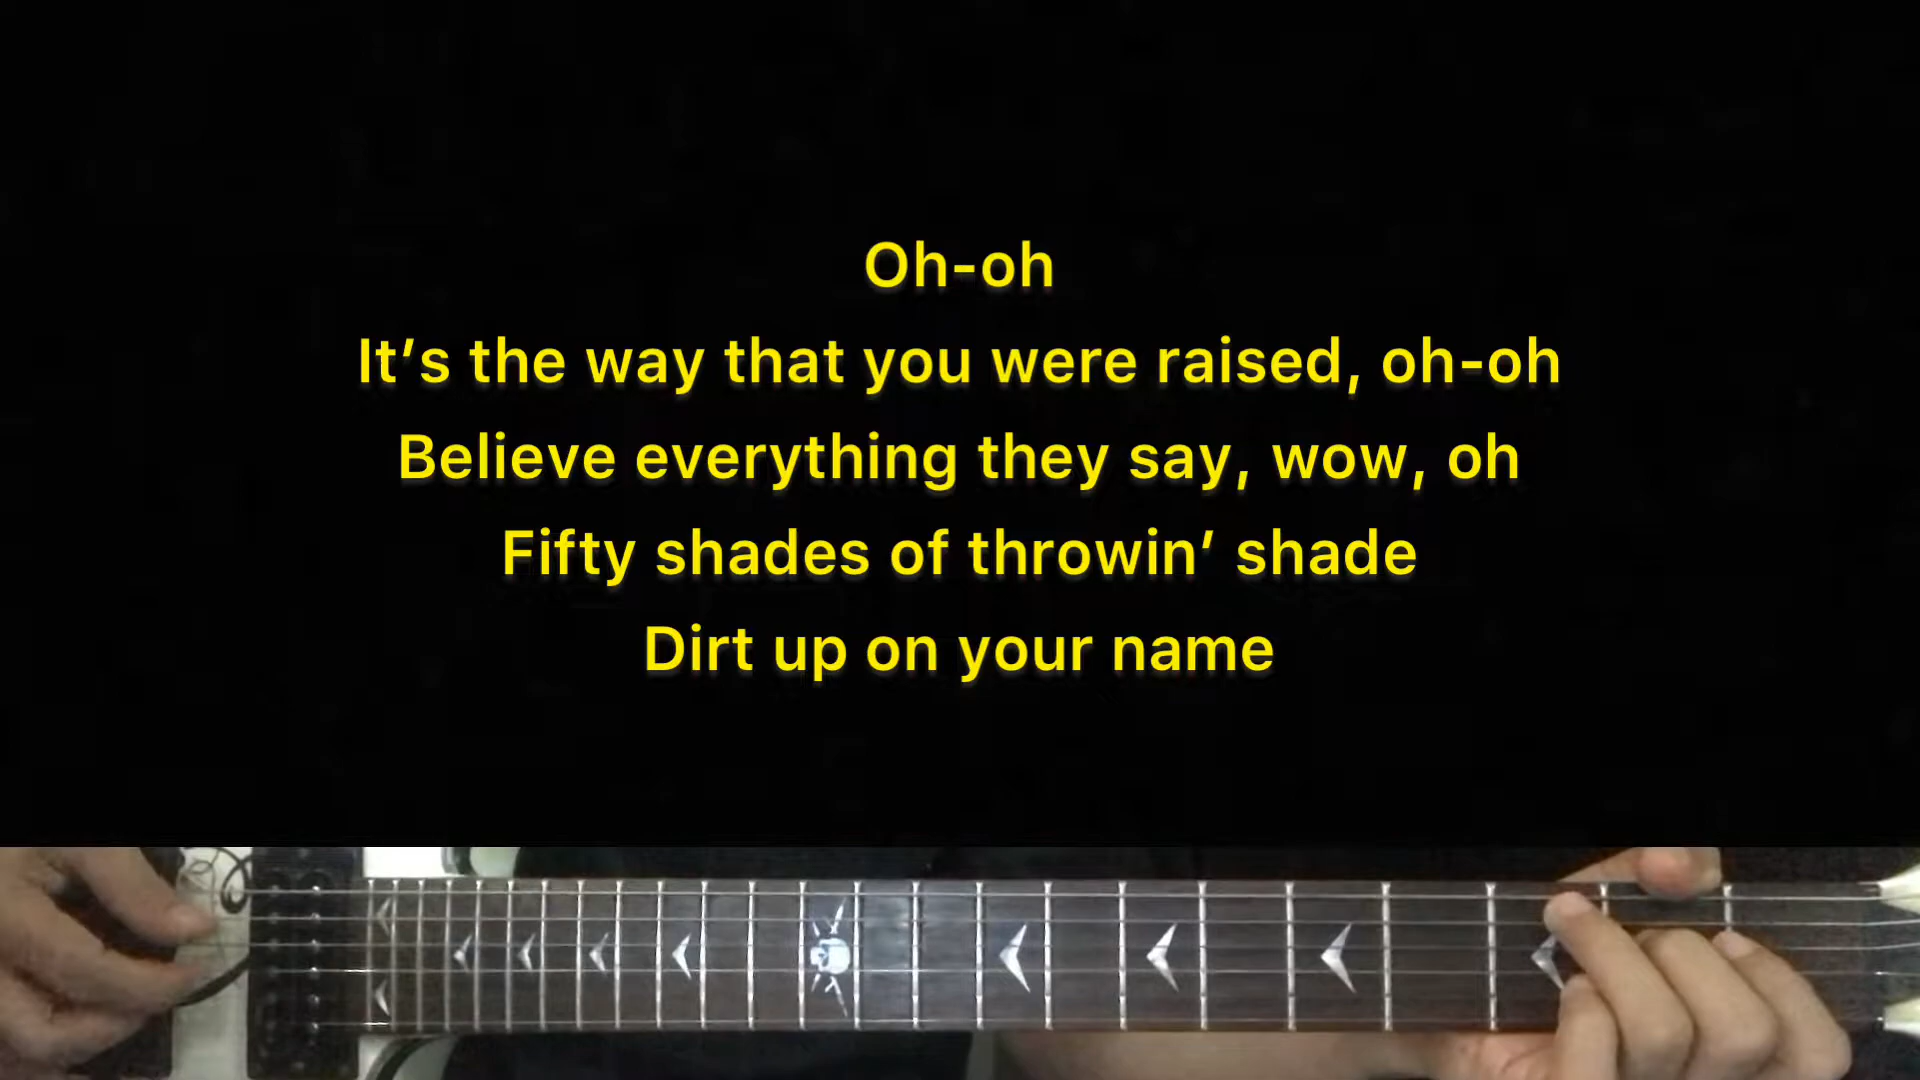 Oh-oh
It’s the way that you were raised, oh-oh
Believe everything they say, wow, oh
Fifty shades of throwin’ shade
Dirt up on your name